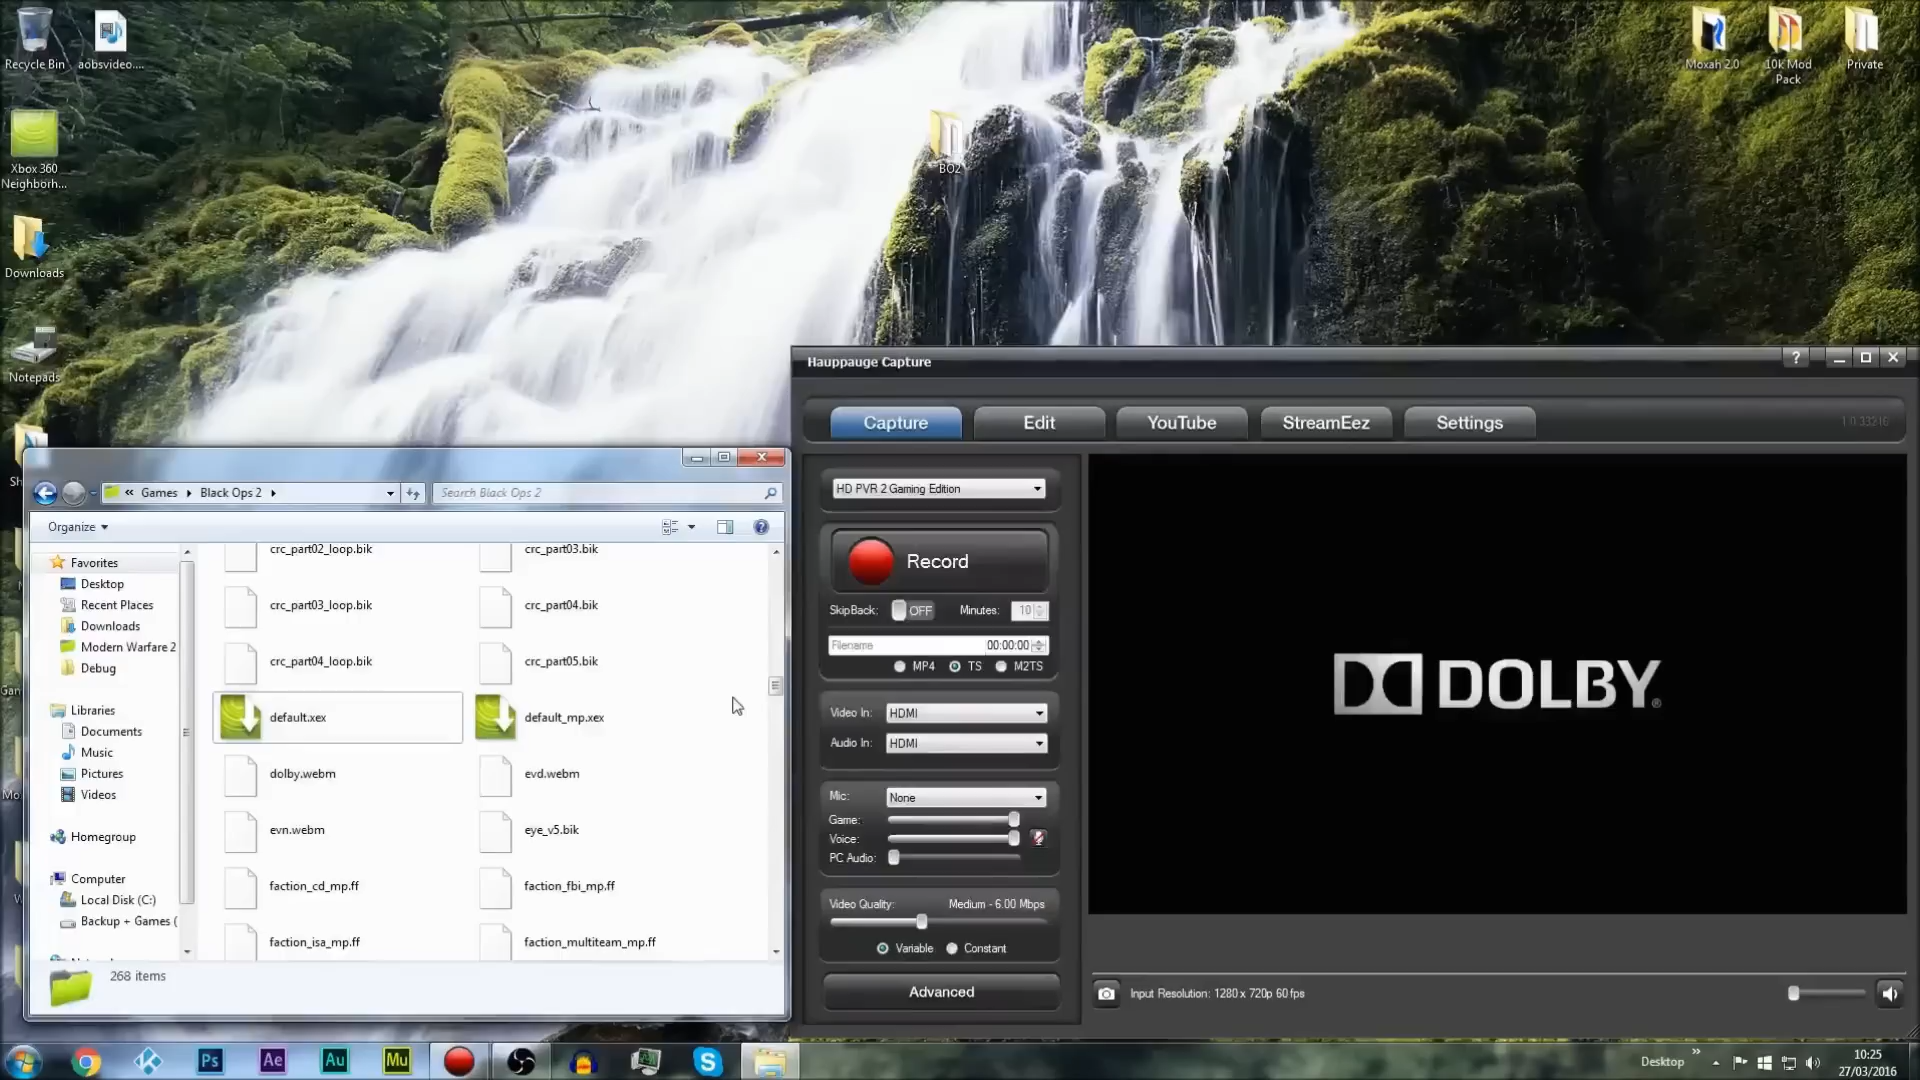 Recycle Bin
aobsvideo....
Moxah 2.0
10k Mod
Pack
Private
Xbox 360
Neighborh...
BO2
Downloads
Notepads
Hauppauge Capture
?
Capture
Edit
YouTube
StreamEez
Settings
HD PVR 2 Gaming Edition
Record
SkipBack:
OFF
Minutes:
10
Filename
00:00:00
MP4
TS
M2TS
Video In:
HDMI
Audio In:
HDMI
Mic:
None
Game:
Voice:
PC Audio:
Video Quality:
Medium - 6.00 Mbps
Variable
Constant
Advanced
DOLBY
Input Resolution: 1280 x 720p 60 fps
« Games Black Ops 2
Search Black Ops 2
Organize
Favorites
Desktop
Recent Places
Downloads
Modern Warfare 2
Debug
Libraries
Documents
Music
Pictures
Videos
Homegroup
Computer
Local Disk (C:)
Backup + Games (
crc_part02_loop.bik
crc_part03.bik
crc_part03_loop.bik
crc_part04.bik
crc_part04_loop.bik
crc_part05.bik
default.xex
default_mp.xex
dolby.webm
evd.webm
evn.webm
eye_v5.bik
faction_cd_mp.ff
faction_fbi_mp.ff
faction_isa_mp.ff
faction_multiteam_mp.ff
268 items
Ps
Ae
Au
Mu
Desktop
10:25
27/03/2016